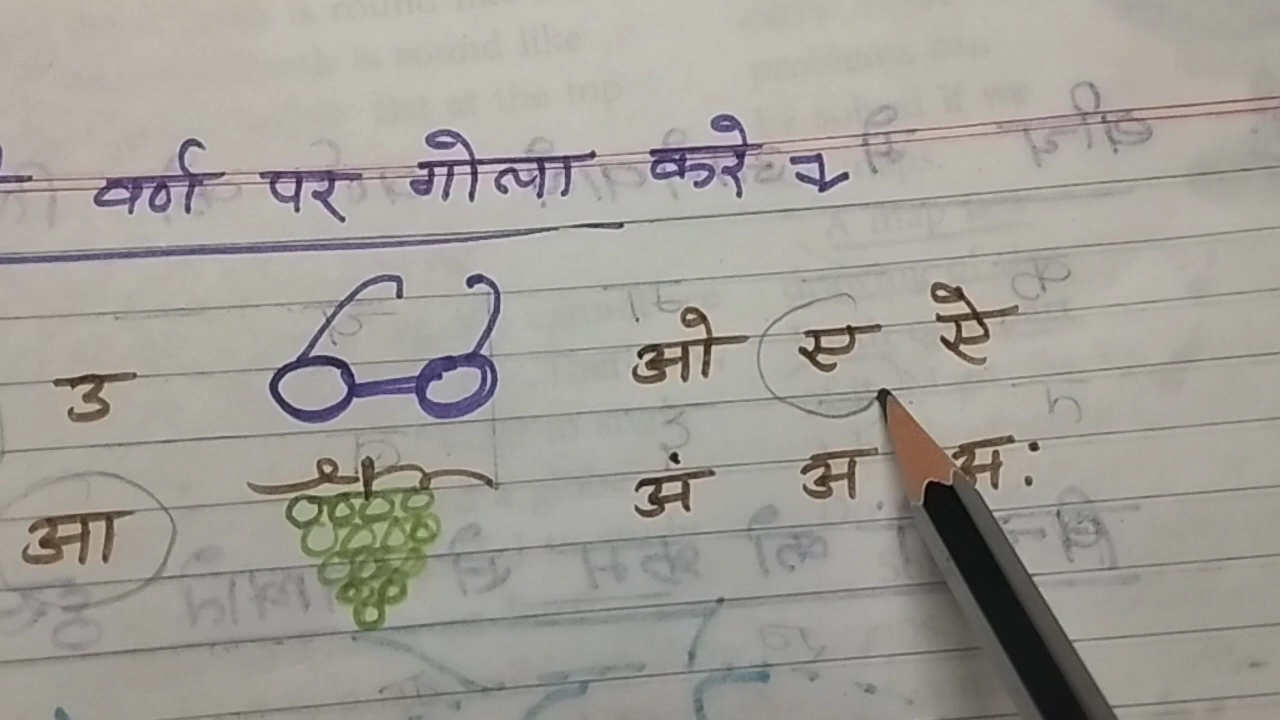 वर्ण पर गोला करे :-
उ ओ ए ऐ
आ अं अ अः